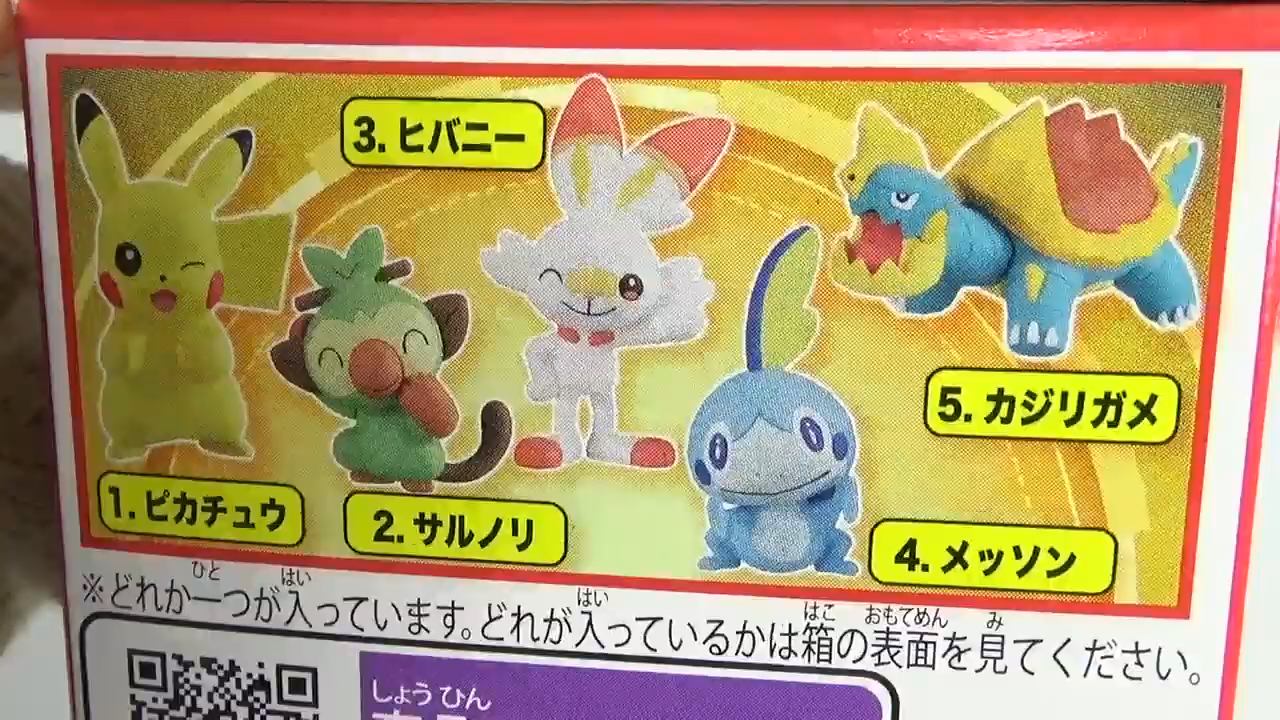 3. ヒバニー
5. カジリガメ
1. ピカチュウ
2. サルノリ
4. メッソン
ひと はい はい はこ おもてめん み
※どれか一つが入っています。どれが入っているかは箱の表面を見てください。
しょう ひん